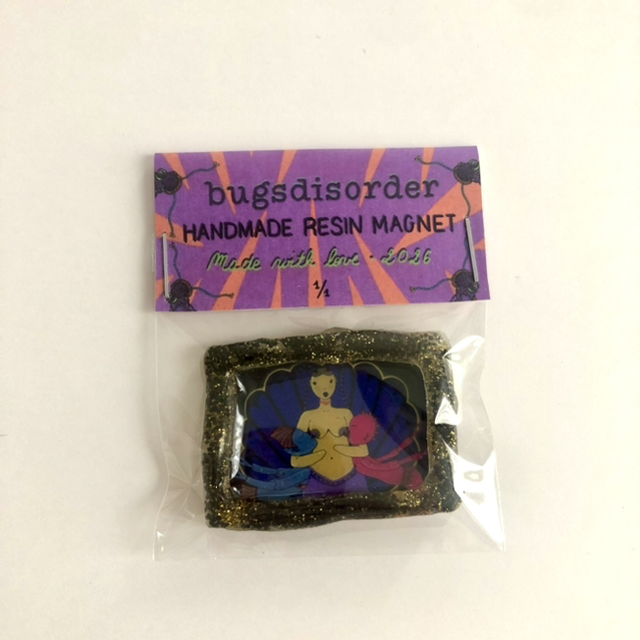 bugsdisorder
HANDMADE RESIN MAGNET
Made with love · 2026
1/1